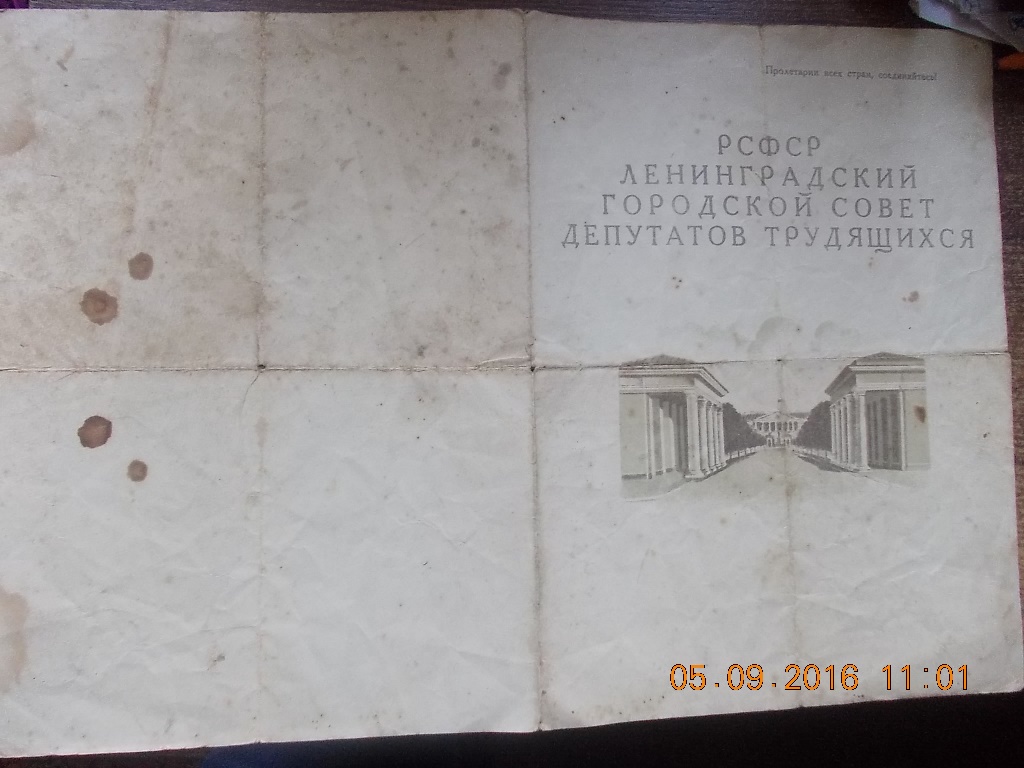 Пролетарии всех стран, соединяйтесь!
РСФСР
ЛЕНИНГРАДСКИЙ
ГОРОДСКОЙ СОВЕТ
ДЕПУТАТОВ ТРУДЯЩИХСЯ
05.09.2016 11:01